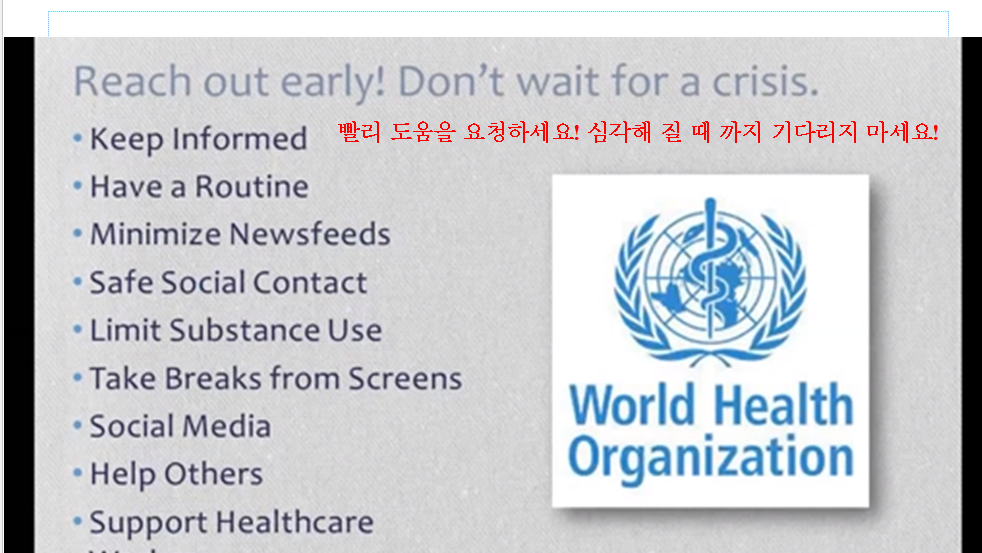 Reach out early! Don't wait for a crisis.
• Keep Informed
빨리 도움을 요청하세요! 심각해 질 때 까지 기다리지 마세요!
• Have a Routine
• Minimize Newsfeeds
• Safe Social Contact
• Limit Substance Use
• Take Breaks from Screens
• Social Media
• Help Others
• Support Healthcare
World Health
Organization